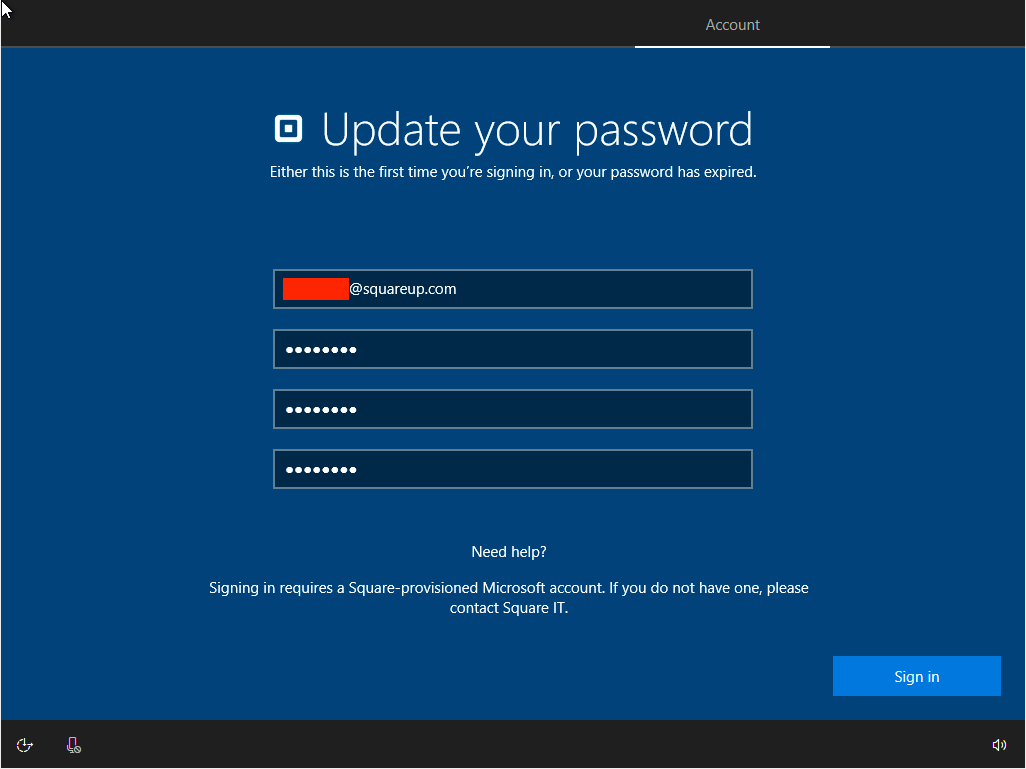 Account
Update your password
Either this is the first time you're signing in, or your password has expired.
@squareup.com
••••••••
••••••••
••••••••
Need help?
Signing in requires a Square-provisioned Microsoft account. If you do not have one, please
contact Square IT.
Sign in